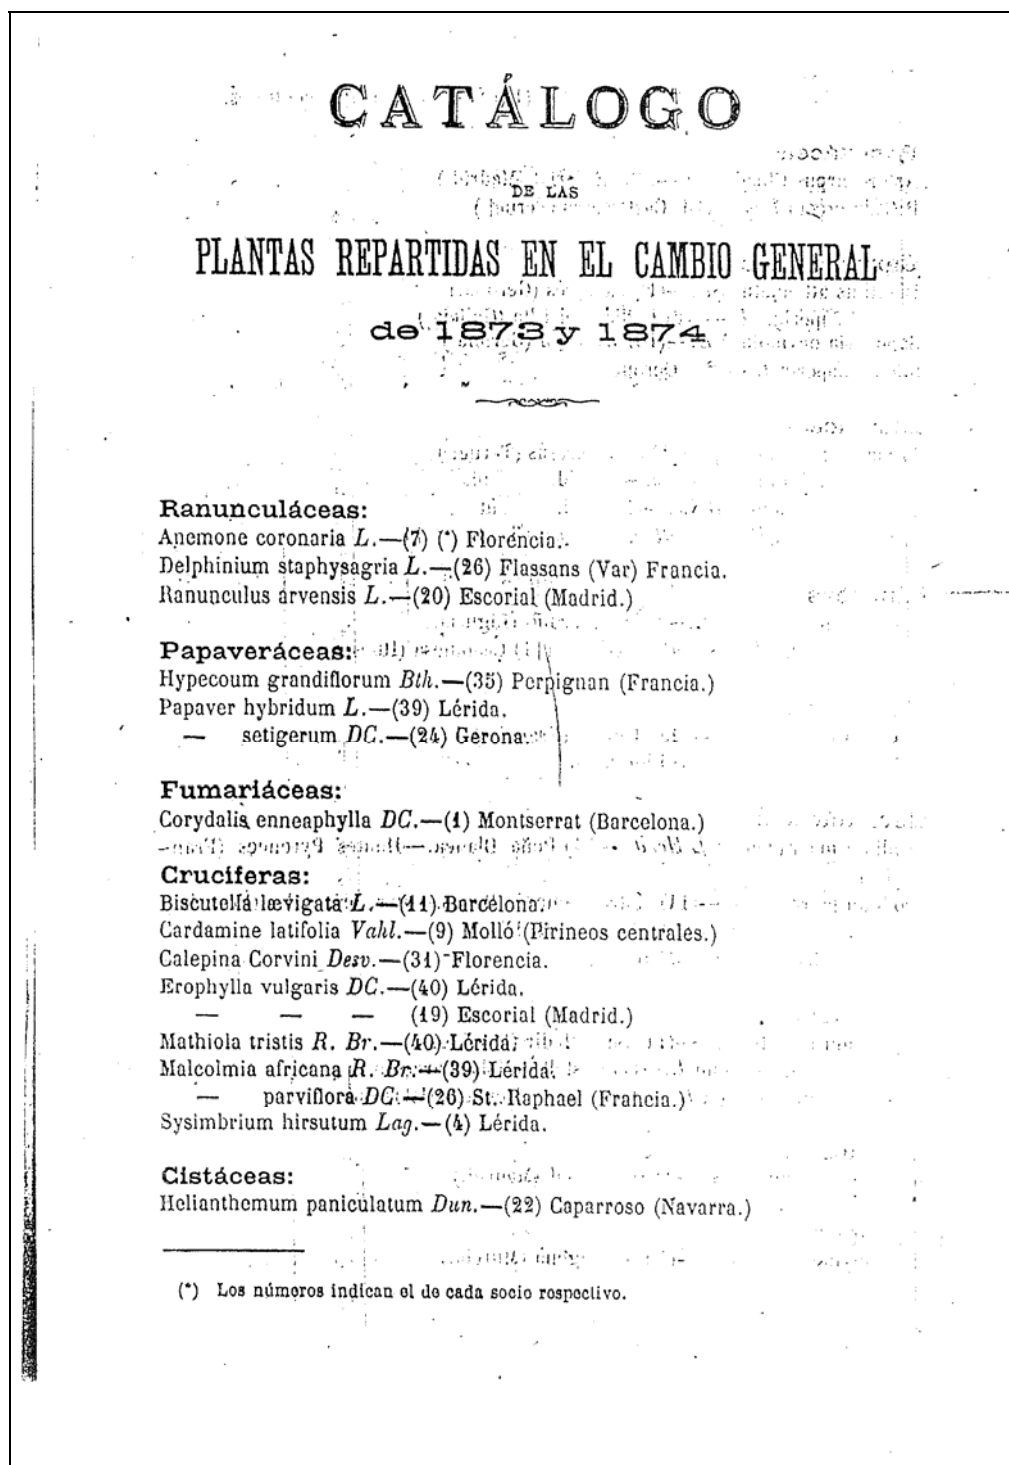 CATÁLOGO
DE LAS
PLANTAS REPARTIDAS EN EL CAMBIO GENERAL
de 1873 y 1874
Ranunculáceas:
Anemone coronaria L.—(7) (*) Florencia.
Delphinium staphysagria L.—(26) Flassans (Var) Francia.
Ranunculus arvensis L.—(20) Escorial (Madrid.)
Papaveráceas:
Hypecoum grandiflorum Bth.—(35) Perpignan (Francia.)
Papaver hybridum L.—(39) Lérida.
— setigerum DC.—(24) Gerona.
Fumariáceas:
Corydalis enneaphylla DC.—(1) Montserrat (Barcelona.)
Crucíferas:
Biscutella lævigata L.—(11) Barcelona.
Cardamine latifolia Vahl.—(9) Molló (Pirineos centrales.)
Calepina Corvini Desv.—(31) Florencia.
Erophylla vulgaris DC.—(40) Lérida.
— — — (19) Escorial (Madrid.)
Mathiola tristis R. Br.—(40) Lérida.
Malcolmia africana R. Br.—(39) Lérida.
— parviflora DC.—(26) St. Raphael (Francia.)
Sysimbrium hirsutum Lag.—(4) Lérida.
Cistáceas:
Helianthemum paniculatum Dun.—(22) Caparroso (Navarra.)
(*) Los números indican el de cada socio respectivo.